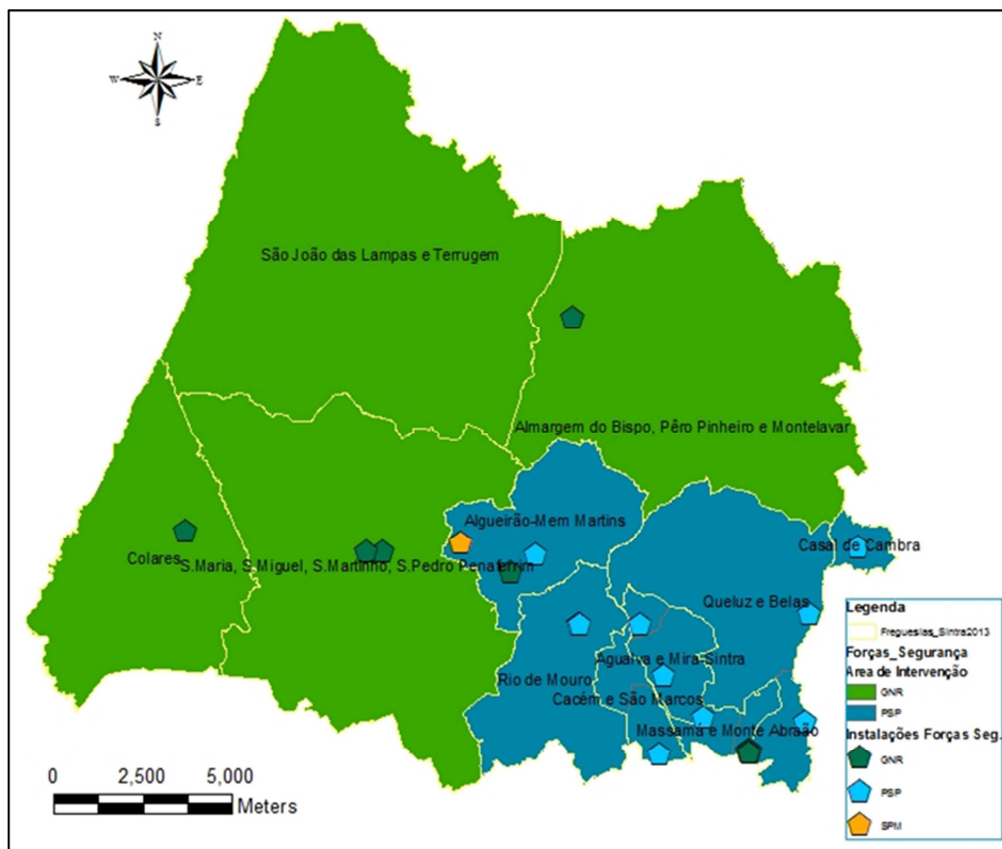 N
W E
S
São João das Lampas e Terrugem
Almargem do Bispo, Pêro Pinheiro e Montelavar
Algueirão-Mem Martins
Casal de Cambra
Colares
S.Maria, S.Miguel, S.Martinho, S.Pedro Penaferrim
Queluz e Belas
Agualva e Mira-Sintra
Rio de Mouro
Cacém e São Marcos
Massamá e Monte Abraão
0 2,500 5,000
Meters
Legenda
Freguesias_Sintra2013
Forças_Segurança
Area de Intervenção
GNR
PSP
Instalações Forças Seg.
GNR
PSP
SPM